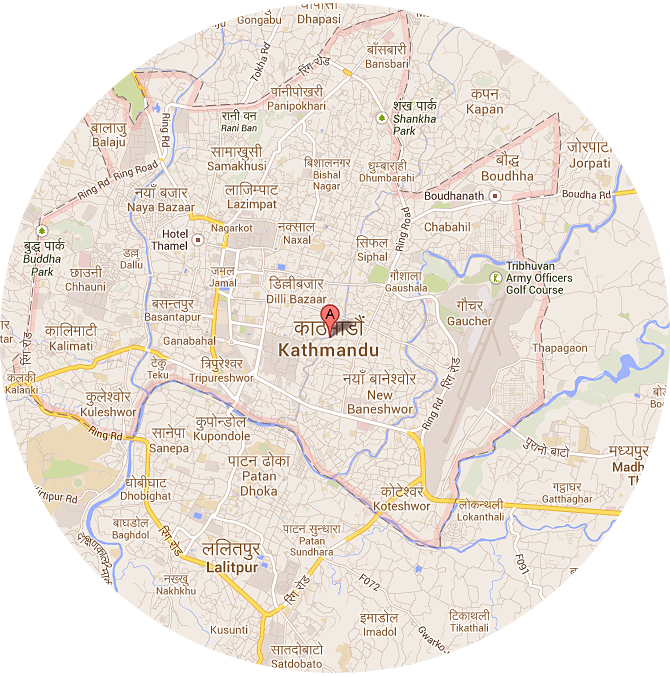 Gongabu
Dhapasi
Tokha Rd
रिंग रोड
बाँसबारी
Bansbari
पाँनीपोखरी
Panipokhari
शंख पार्क
Shankha
Park
कपन
Kapan
रानी वन
Rani Ban
Ring Rd
बालाजु
Balaju
सामाखुसी
Samakhusi
बिशालनगर
Bishal
Nagar
धुम्बाराही
Dhumbarahi
बौद्ध
Boudhha
जोरपाटी
Jorpati
Ring Rd
Ring Road
नयाँ बजार
Naya Bazaar
लाजिम्पाट
Lazimpat
Boudhanath
Boudha Rd
Ring Road
Chabahil
Nagarkot
नक्साल
Naxal
Hotel
Thamel
सिफल
Siphal
बुद्ध पार्क
Buddha
Park
डल्लु
Dallu
छाउनी
Chhauni
जमल
Jamal
डिल्लीबजार
Dilli Bazaar
गौशाला
Gaushala
Tribhuvan
Army Officers
Golf Course
बसन्तपुर
Basantapur
गौचर
Gaucher
A
काठमाडौं
Kathmandu
कालिमाटी
Kalimati
Ganabahal
Thapagaon
रिंग रोड
टेकु
Teku
त्रिपुरेश्वर
Tripureshwor
कलंकी
Kalanki
नयाँ बानेश्वोर
New
Baneshwor
रिंग रोड
Ring Rd
कुलेश्वोर
Kuleshwor
कुपोन्डोल
Kupondole
Ring Rd
सानेपा
Sanepa
पुरानो बाटो
मध्यपुर
Madh
पाटन ढोका
Patan
Dhoka
घोबीघाट
Dhobighat
कोटेश्वर
Koteshwor
गट्ठाघर
Gatthaghar
लोकन्थली
Lokanthali
बाघडोल
Baghdol
रिंग रोड
पाटन सुन्धारा
Patan
Sundhara
ललितपुर
Lalitpur
नख्खु
Nakhkhu
रिंग रोड
F072
F091
इमाडोल
Imadol
टिकाथली
Tikathali
Kusunti
सातदोबाटो
Satdobato